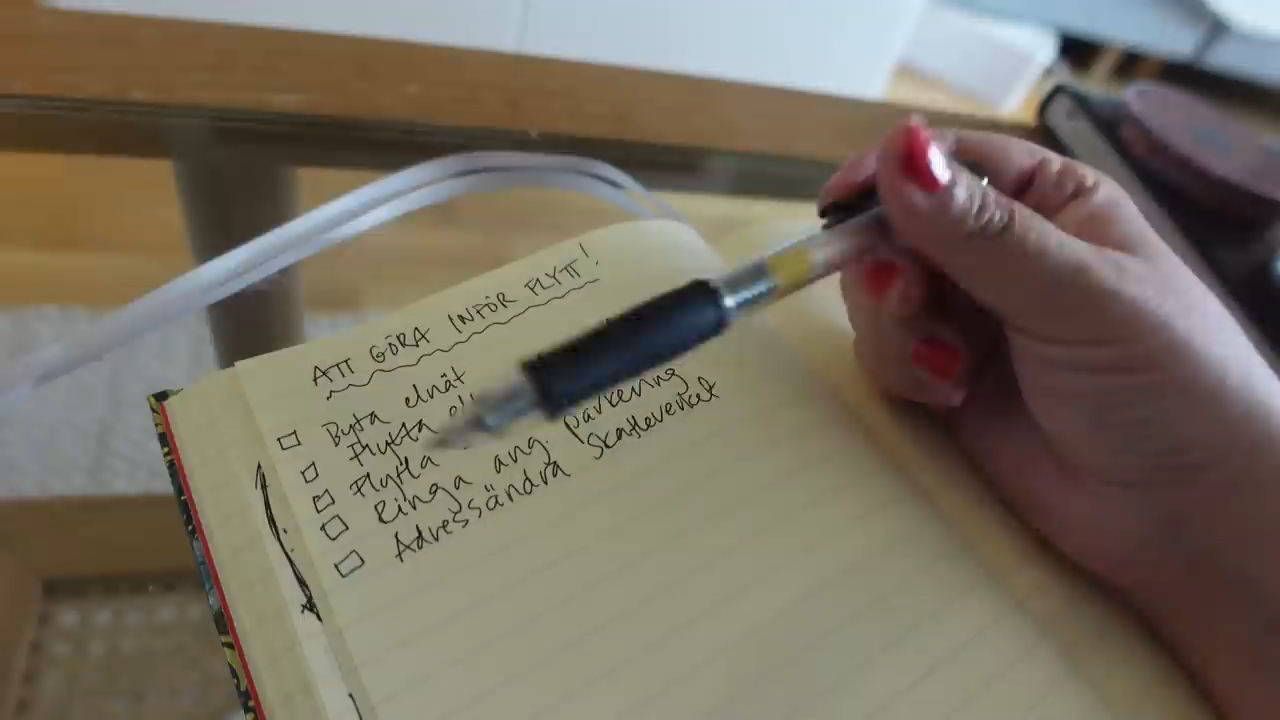 ATT GÖRA INFÖR FLYTT!
Byta elnät
Flytta
Flytta
Ringa ang. parkering
Adressändra Skatteverket